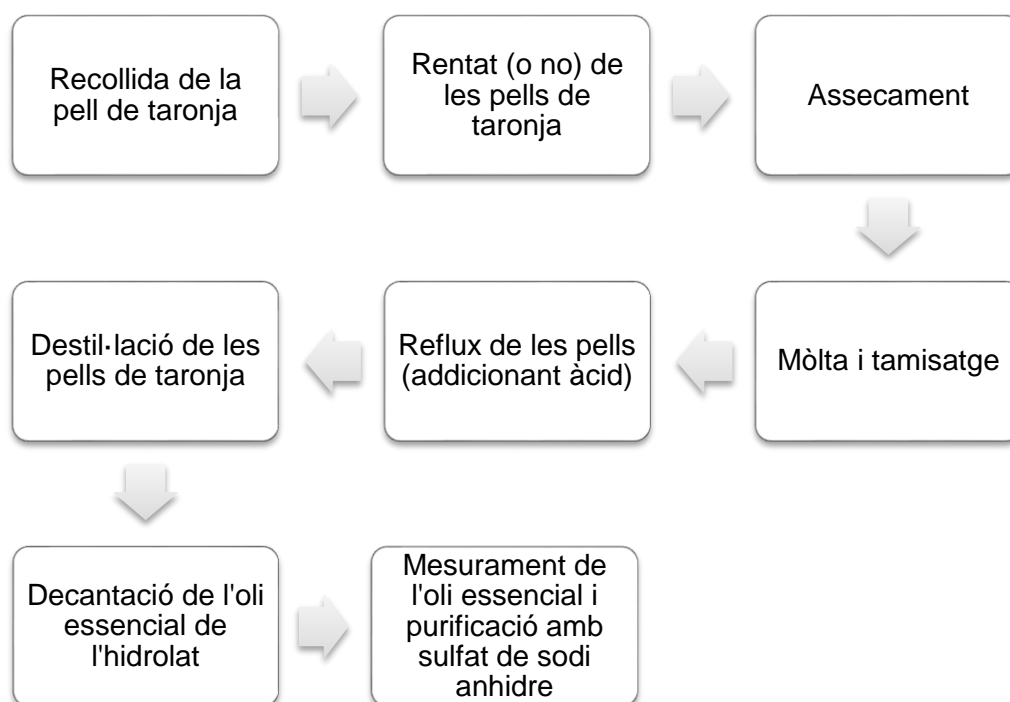 Recollida de la
pell de taronja
Rentat (o no) de
les pells de
taronja
Assecament
Mòlta i tamisatge
Reflux de les pells
(addicionant àcid)
Destil·lació de les
pells de taronja
Decantació de l'oli
essencial de
l'hidrolat
Mesurament de
l'oli essencial i
purificació amb
sulfat de sodi
anhidre